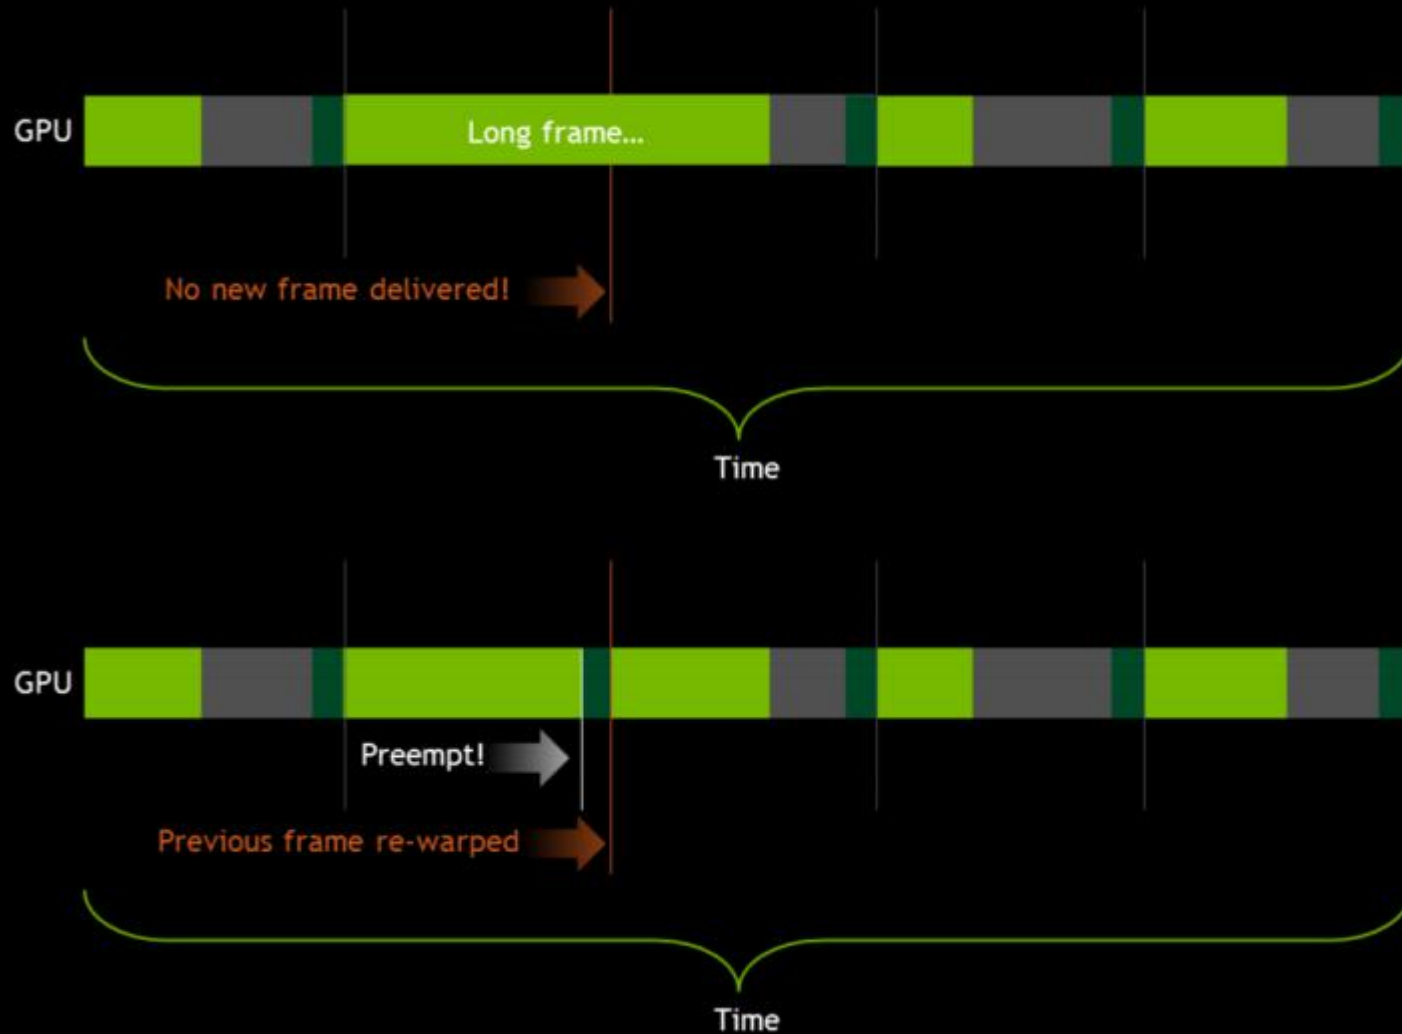 GPU
Long frame…
No new frame delivered!
Time
GPU
Preempt!
Previous frame re-warped
Time